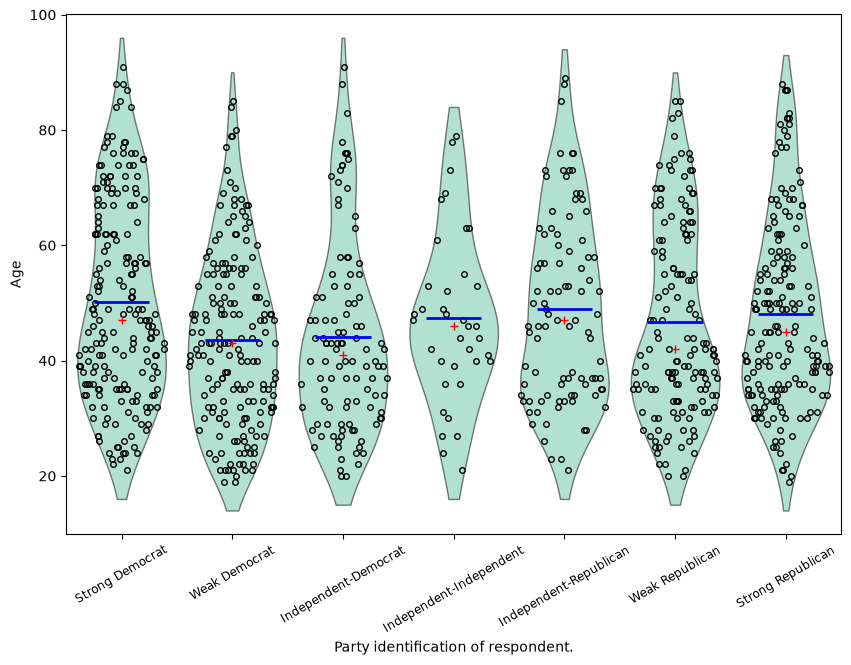 100
80
60
40
20
Age
Strong Democrat
Weak Democrat
Independent-Democrat
Independent-Independent
Independent-Republican
Weak Republican
Strong Republican
Party identification of respondent.